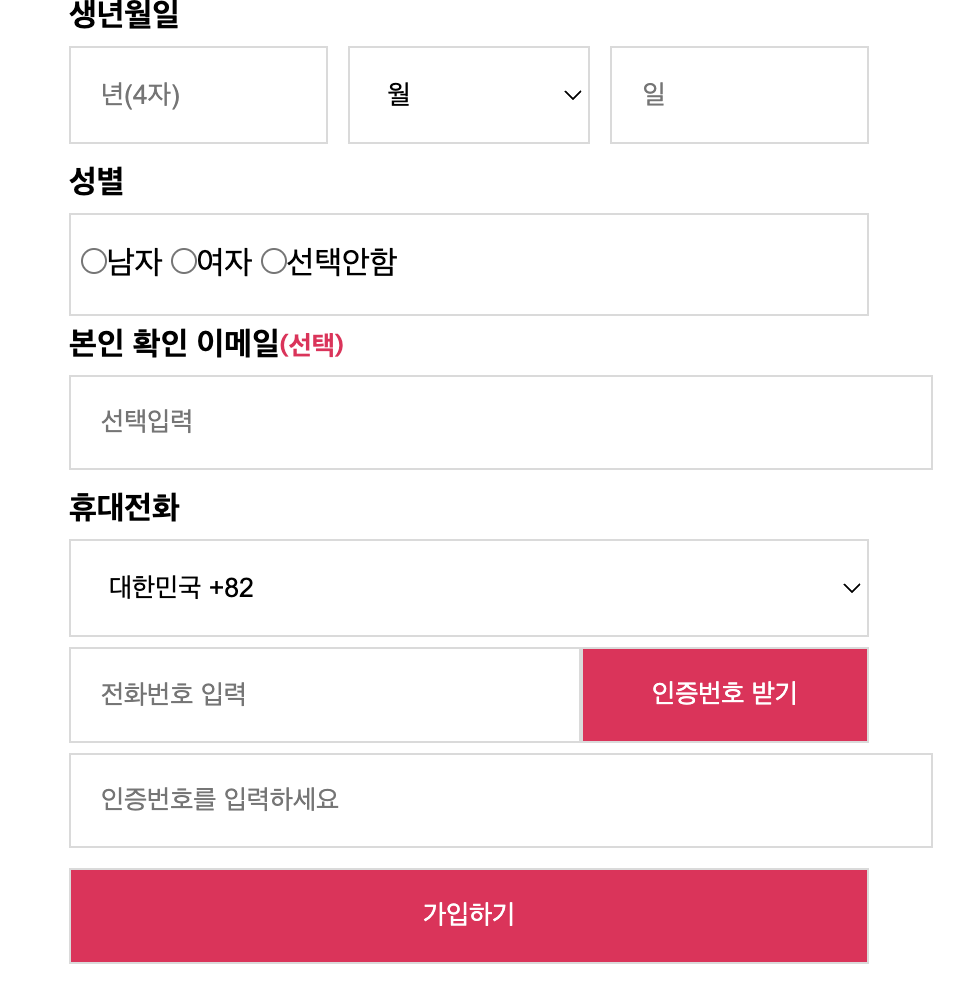 생년월일
년(4자) 월 일
성별
남자 여자 선택안함
본인 확인 이메일(선택)
선택입력
휴대전화
대한민국 +82
전화번호 입력 인증번호 받기
인증번호를 입력하세요
가입하기